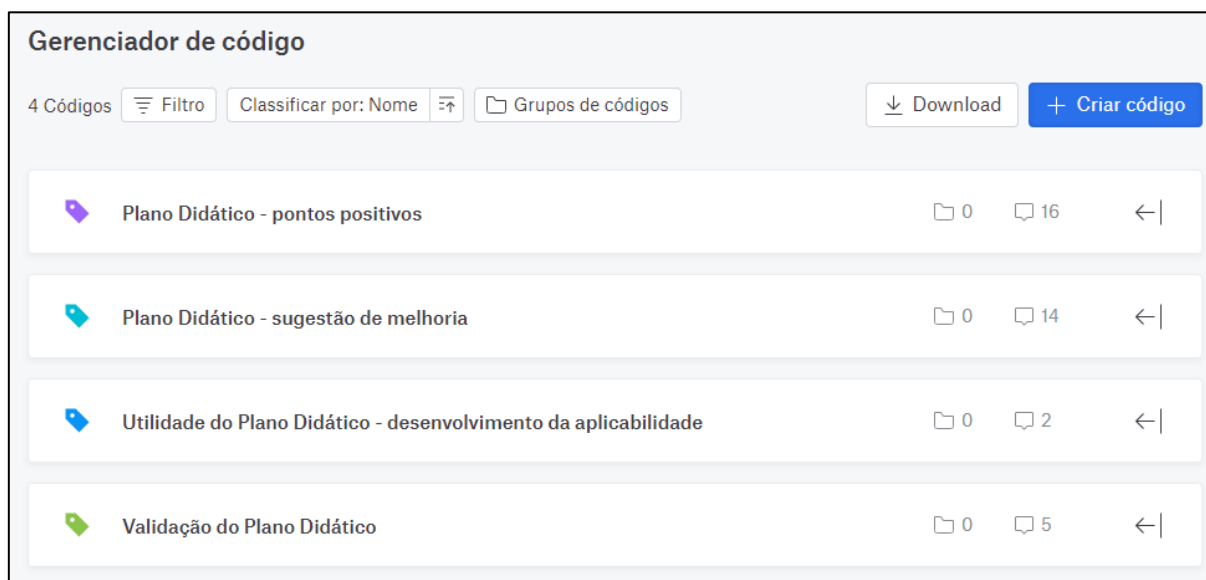 Gerenciador de código
4 Códigos Filtro Classificar por: Nome Grupos de códigos Download + Criar código
Plano Didático - pontos positivos 0 16
Plano Didático - sugestão de melhoria 0 14
Utilidade do Plano Didático - desenvolvimento da aplicabilidade 0 2
Validação do Plano Didático 0 5